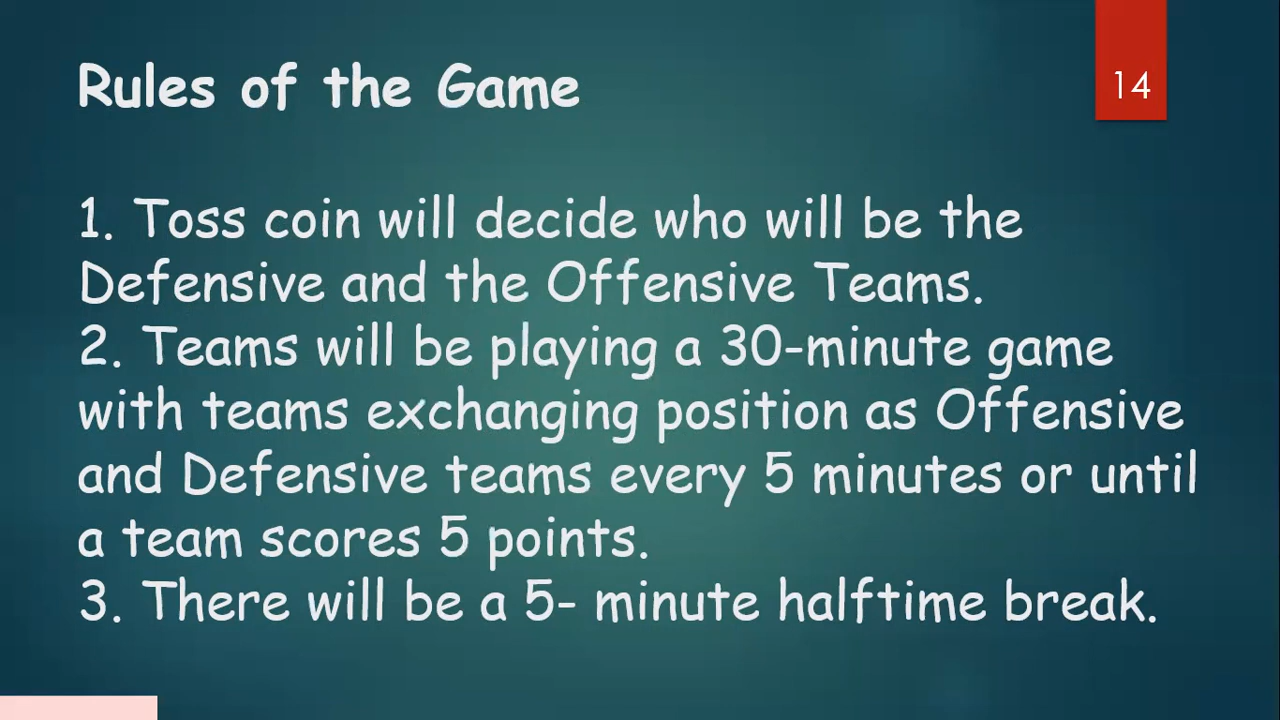 Rules of the Game
14
1. Toss coin will decide who will be the
Defensive and the Offensive Teams.
2. Teams will be playing a 30-minute game
with teams exchanging position as Offensive
and Defensive teams every 5 minutes or until
a team scores 5 points.
3. There will be a 5- minute halftime break.